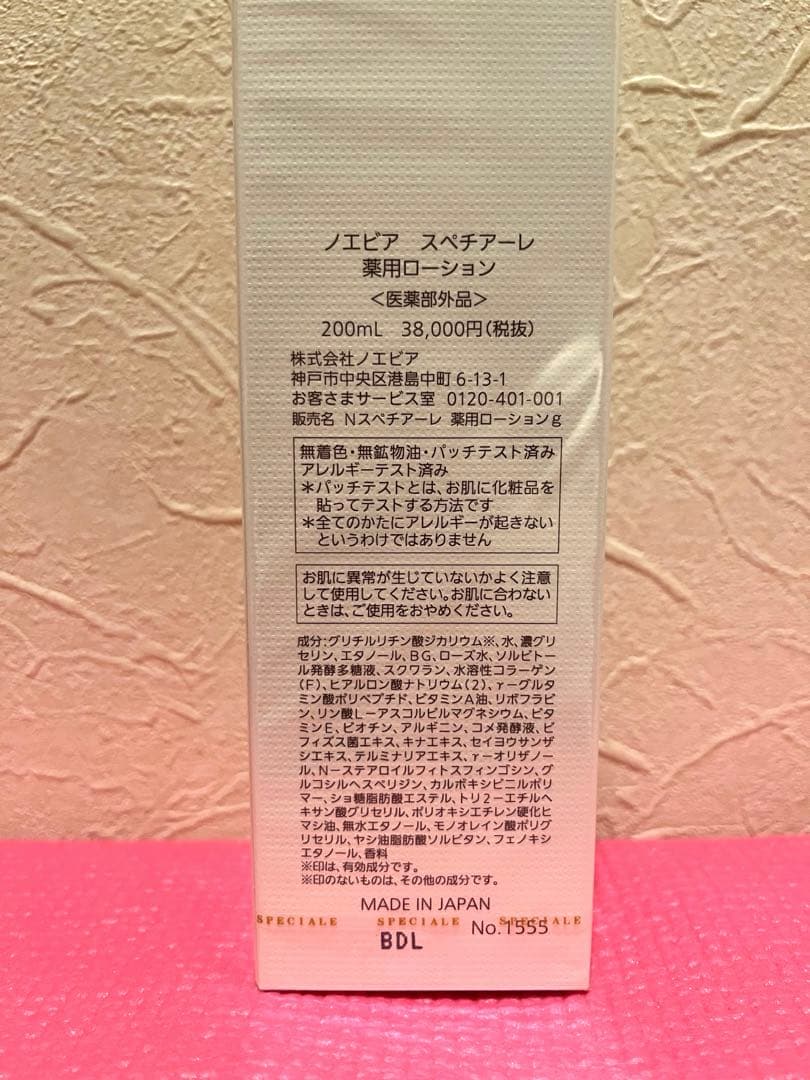 ノエビア　スペチアーレ
薬用ローション
＜医薬部外品＞
200mL　38,000円(税抜)
株式会社ノエビア
神戸市中央区港島中町 6-13-1
お客さまサービス室　0120-401-001
販売名　Nスペチアーレ　薬用ローションg
無着色・無鉱物油・パッチテスト済み
アレルギーテスト済み
＊パッチテストとは、お肌に化粧品を
貼ってテストする方法です
＊全てのかたにアレルギーが起きない
というわけではありません
お肌に異常が生じていないかよく注意
して使用してください。お肌に合わない
ときは、ご使用をおやめください。
成分：グリチルリチン酸ジカリウム※、水、濃グリ
セリン、エタノール、BG、ローズ水、ソルビトー
ル発酵多糖液、スクワラン、水溶性コラーゲン
（F）、ヒアルロン酸ナトリウム（2）、γーグルタ
ミン酸ポリペプチド、ビタミンA油、リボフラビ
ン、リン酸Lーアスコルビルマグネシウム、ビタ
ミンE、ビオチン、アルギニン、コメ発酵液、ビ
フィズス菌エキス、キナエキス、セイヨウサンザ
シエキス、テルミナリアエキス、γーオリザノー
ル、Nーステアロイルフィトスフィンゴシン、グ
ルコシルヘスペリジン、カルボキシビニルポリ
マー、ショ糖脂肪酸エステル、トリ2ーエチルヘ
キサン酸グリセリル、ポリオキシエチレン硬化ヒ
マシ油、無水エタノール、モノオレイン酸ポリグ
リセリル、ヤシ油脂肪酸ソルビタン、フェノキシ
エタノール、香料
※印は、有効成分です。
※印のないものは、その他の成分です。
MADE IN JAPAN
SPECIALE　SPECIALE　SPECIALE
BDL　No.1555